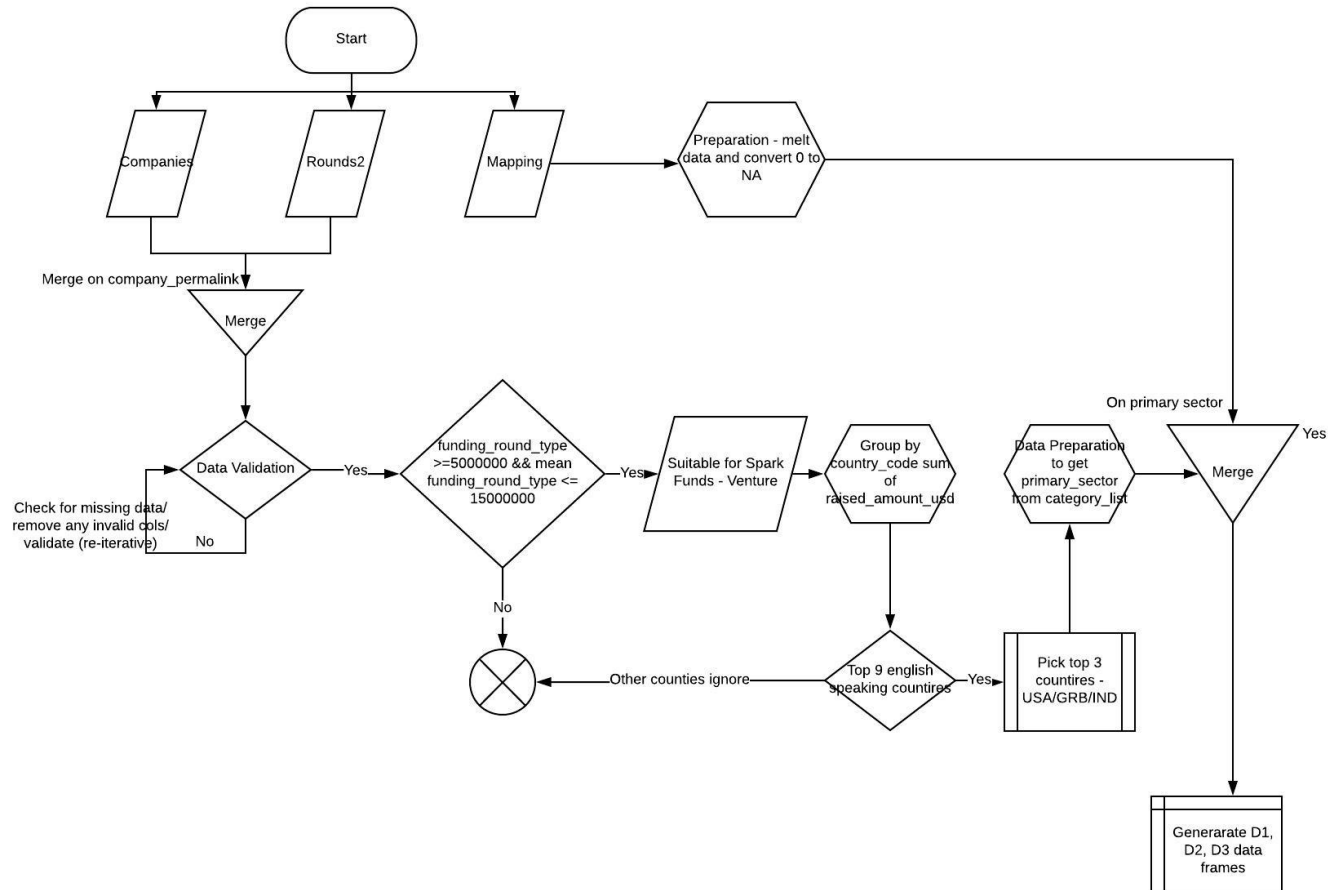 Start
Companies
Rounds2
Mapping
Preparation - melt
data and convert 0 to
NA
Merge on company_permalink
Merge
Data Validation
Yes
Check for missing data/
remove any invalid cols/
validate (re-iterative)
No
funding_round_type
>=5000000 && mean
funding_round_type <=
15000000
Yes
No
Suitable for Spark
Funds - Venture
Group by
country_code sum
of
raised_amount_usd
Top 9 english
speaking countires
Other counties ignore
Yes
Pick top 3
countires -
USA/GRB/IND
Data Preparation
to get
primary_sector
from category_list
On primary sector
Merge
Yes
Generarate D1,
D2, D3 data
frames